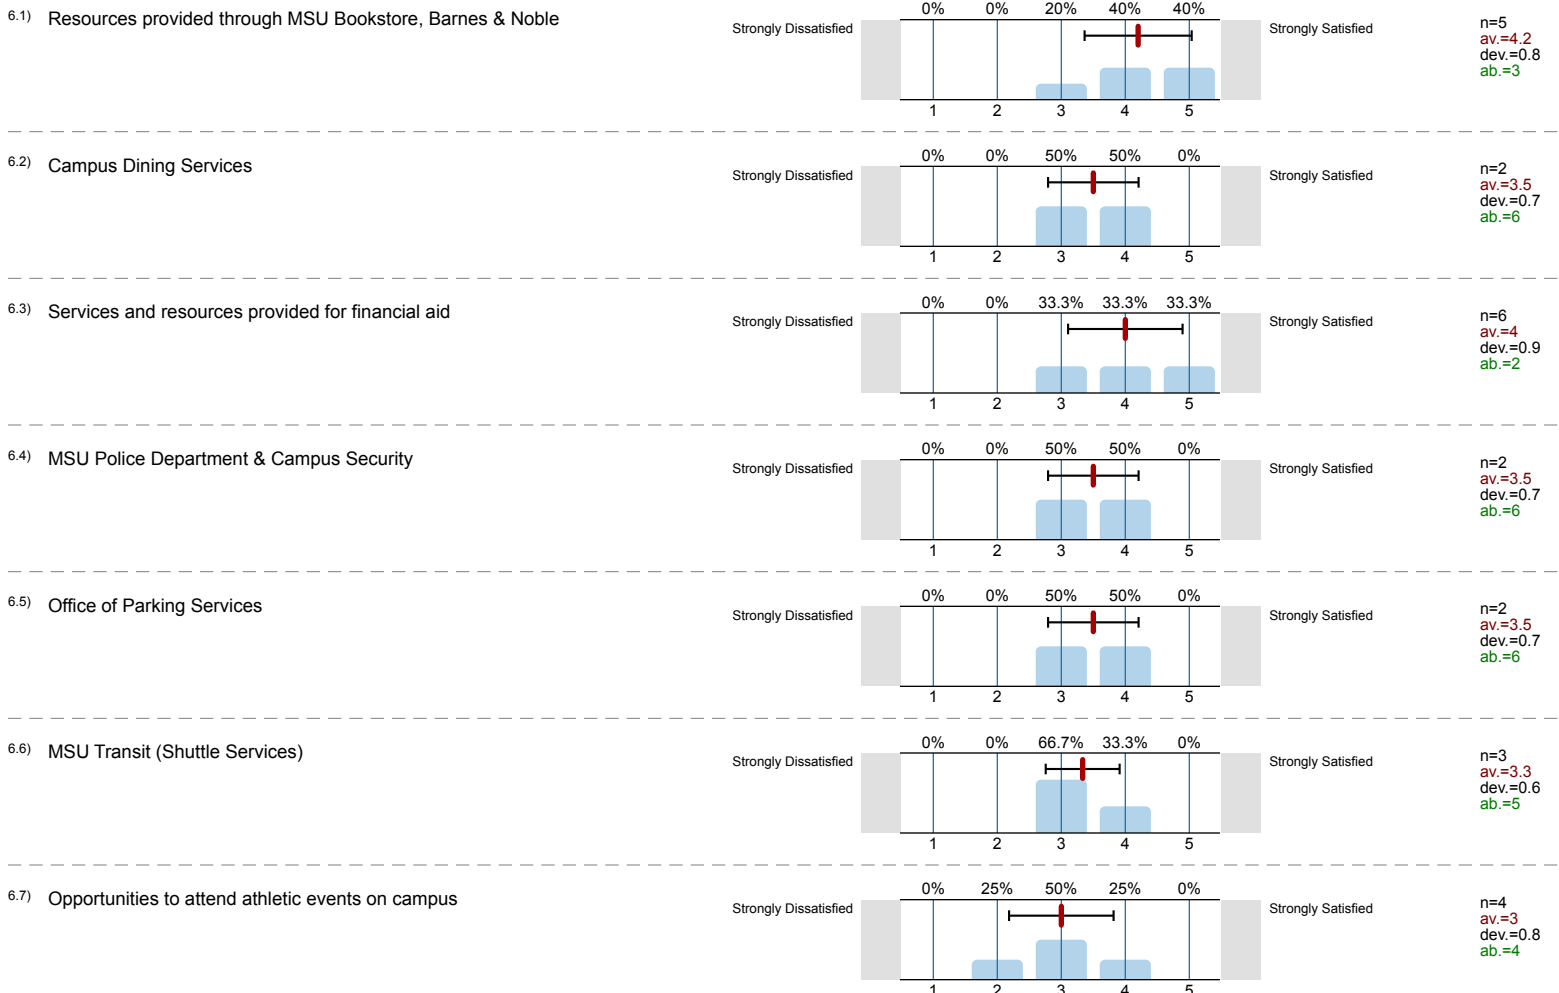 6.1) Resources provided through MSU Bookstore, Barnes & Noble
0% 0% 20% 40% 40%
Strongly Dissatisfied Strongly Satisfied
n=5
av.=4.2
dev.=0.8
ab.=3
1 2 3 4 5
6.2) Campus Dining Services
0% 0% 50% 50% 0%
Strongly Dissatisfied Strongly Satisfied
n=2
av.=3.5
dev.=0.7
ab.=6
1 2 3 4 5
6.3) Services and resources provided for financial aid
0% 0% 33.3% 33.3% 33.3%
Strongly Dissatisfied Strongly Satisfied
n=6
av.=4
dev.=0.9
ab.=2
1 2 3 4 5
6.4) MSU Police Department & Campus Security
0% 0% 50% 50% 0%
Strongly Dissatisfied Strongly Satisfied
n=2
av.=3.5
dev.=0.7
ab.=6
1 2 3 4 5
6.5) Office of Parking Services
0% 0% 50% 50% 0%
Strongly Dissatisfied Strongly Satisfied
n=2
av.=3.5
dev.=0.7
ab.=6
1 2 3 4 5
6.6) MSU Transit (Shuttle Services)
0% 0% 66.7% 33.3% 0%
Strongly Dissatisfied Strongly Satisfied
n=3
av.=3.3
dev.=0.6
ab.=5
1 2 3 4 5
6.7) Opportunities to attend athletic events on campus
0% 25% 50% 25% 0%
Strongly Dissatisfied Strongly Satisfied
n=4
av.=3
dev.=0.8
ab.=4
1 2 3 4 5